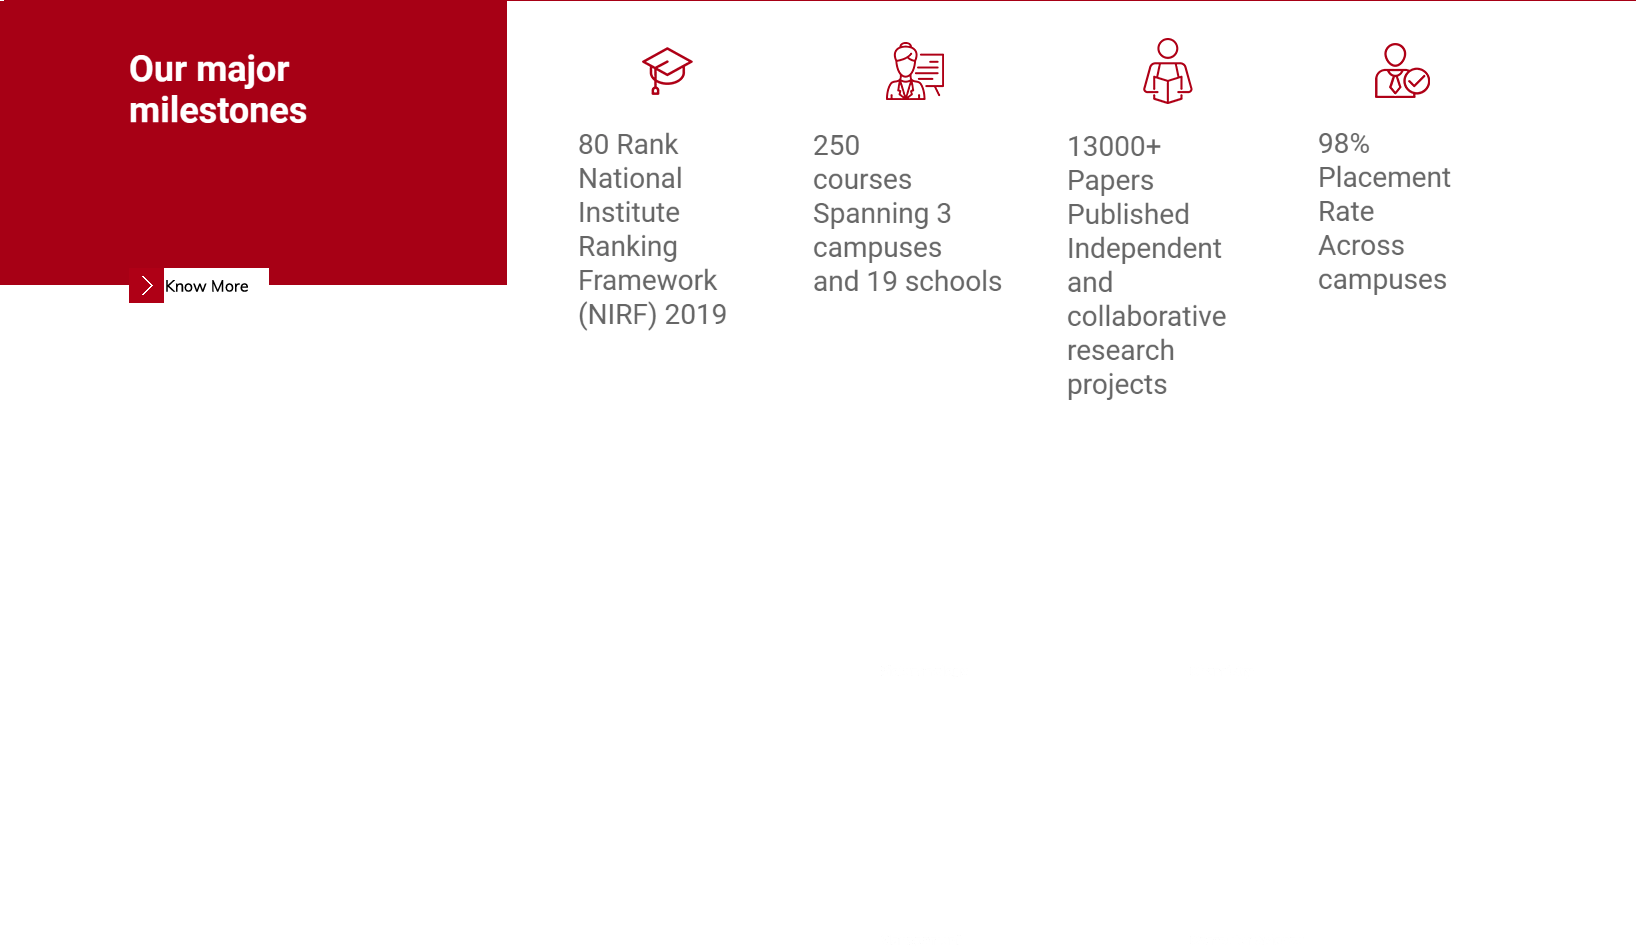 Our major
milestones
Know More
80 Rank
National
Institute
Ranking
Framework
(NIRF) 2019
250
courses
Spanning 3
campuses
and 19 schools
13000+
Papers
Published
Independent
and
collaborative
research
projects
98%
Placement
Rate
Across
campuses